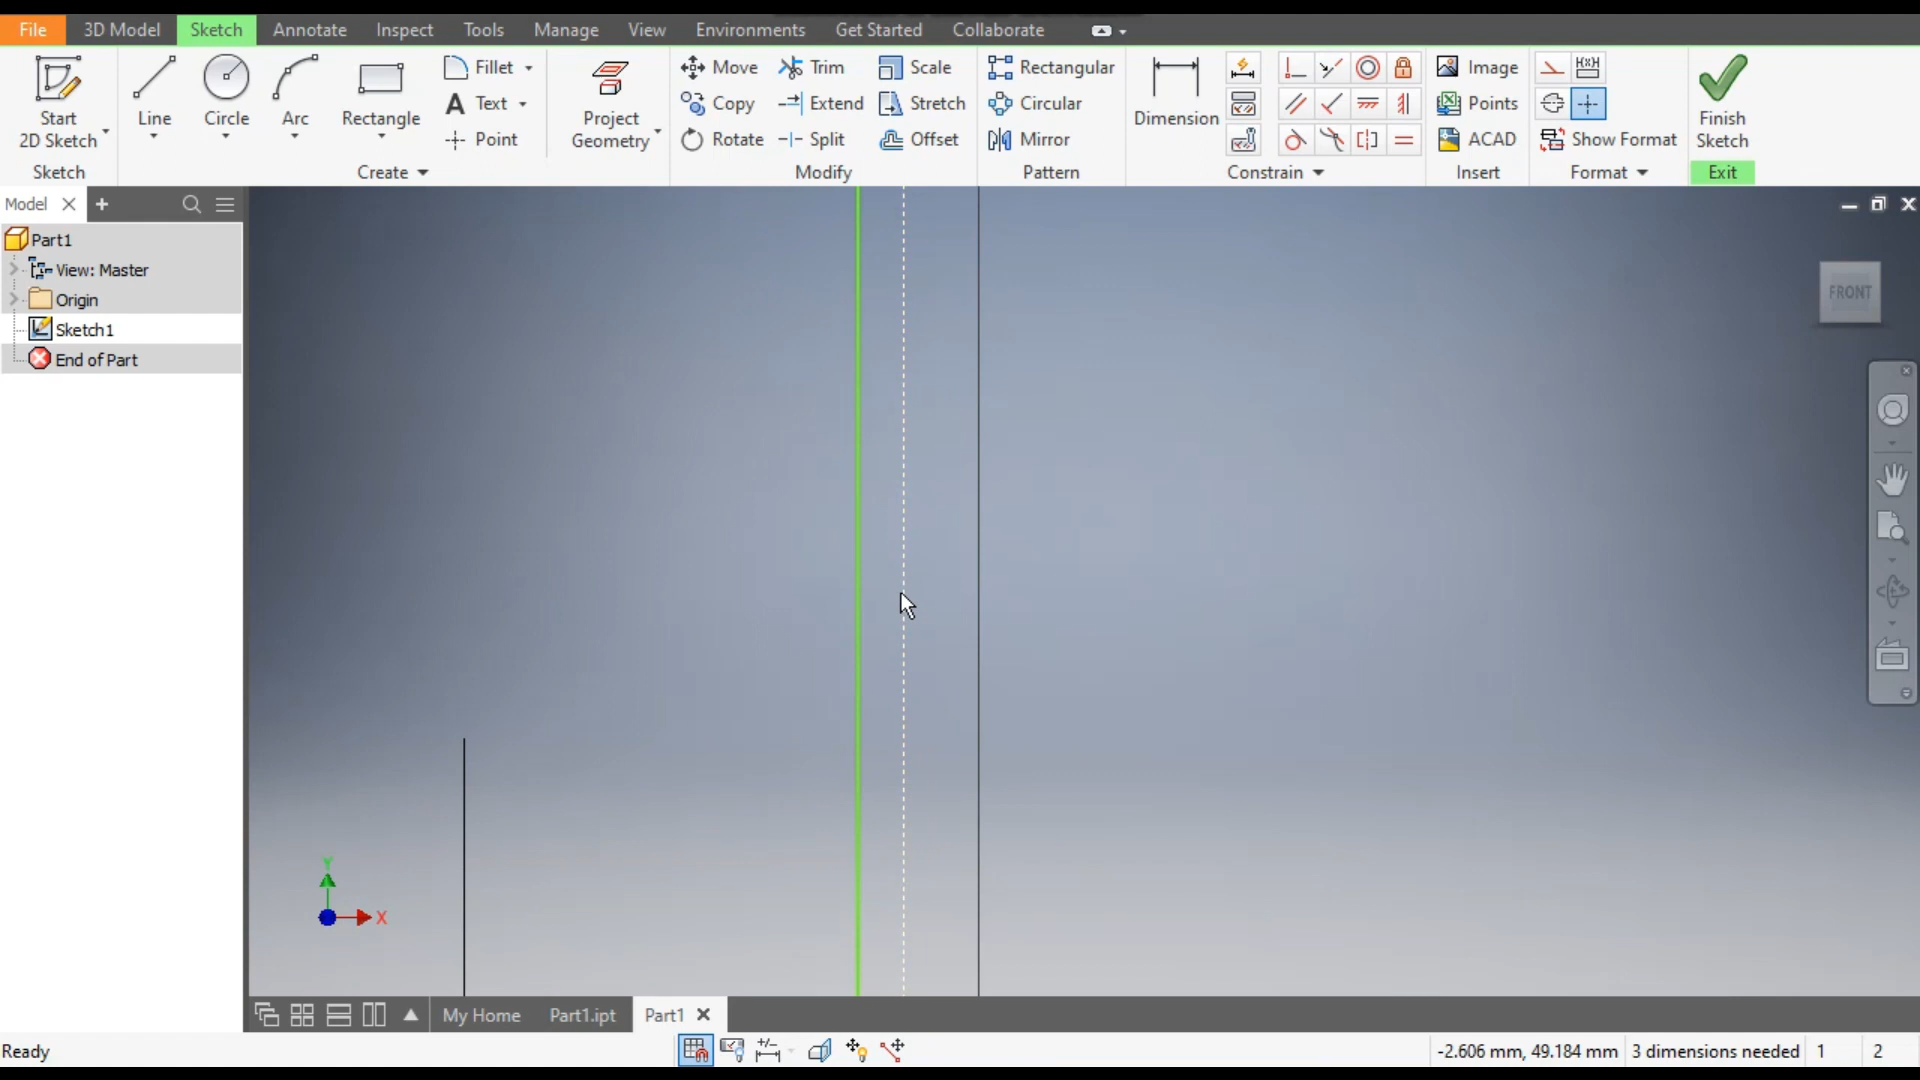 File 3D Model Sketch Annotate Inspect Tools Manage View Environments Get Started Collaborate
Start
2D Sketch
Line
Circle
Arc
Rectangle
Fillet
Text
Point
Project
Geometry
Move
Trim
Scale
Copy
Extend
Stretch
Rotate
Split
Offset
Rectangular
Circular
Mirror
Dimension
Image
Points
ACAD
Show Format
Finish
Sketch
Sketch Create Modify Pattern Constrain Insert Format Exit
Model
Part1
View: Master
Origin
Sketch1
End of Part
FRONT
Y
X
My Home Part1.ipt Part1
Ready -2.606 mm, 49.184 mm 3 dimensions needed 1 2